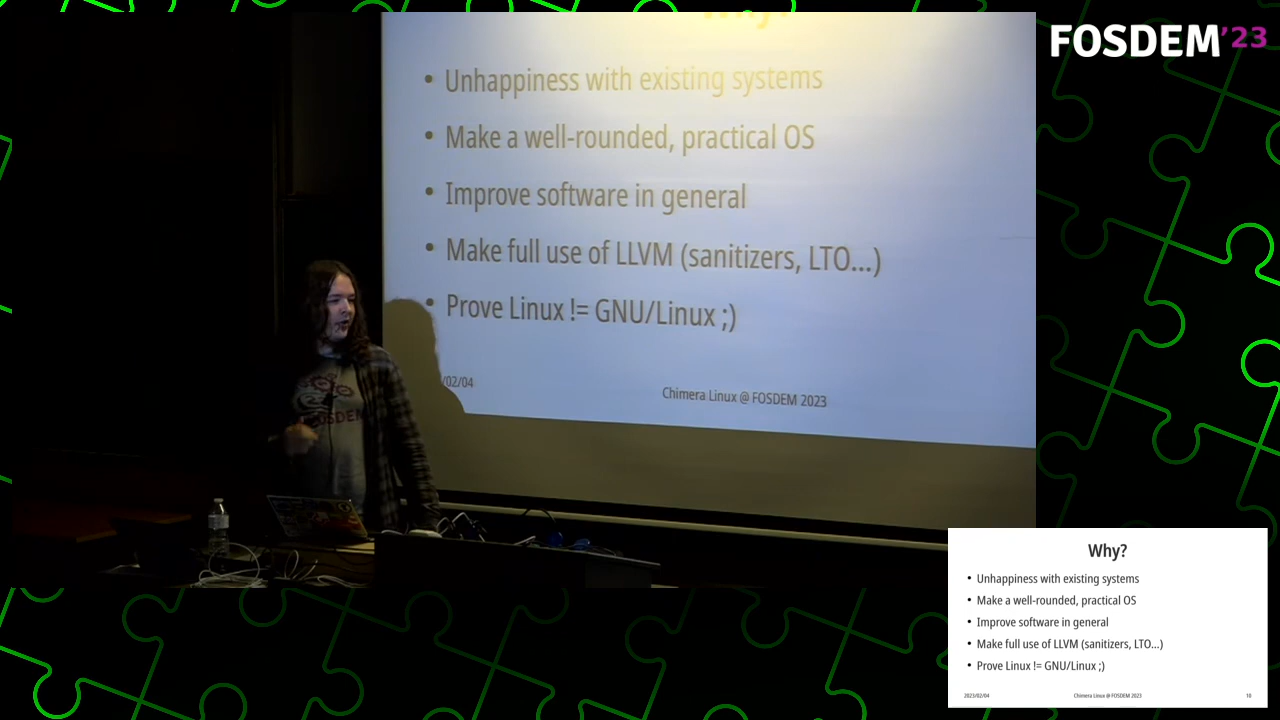 FOSDEM'23
Unhappiness with existing systems
Make a well-rounded, practical OS
Improve software in general
Make full use of LLVM (sanitizers, LTO...)
Prove Linux != GNU/Linux ;)
/02/04
Chimera Linux @ FOSDEM 2023
FOSDEM
Why?
• Unhappiness with existing systems
• Make a well-rounded, practical OS
• Improve software in general
• Make full use of LLVM (sanitizers, LTO...)
• Prove Linux != GNU/Linux ;)
2023/02/04
Chimera Linux @ FOSDEM 2023
10